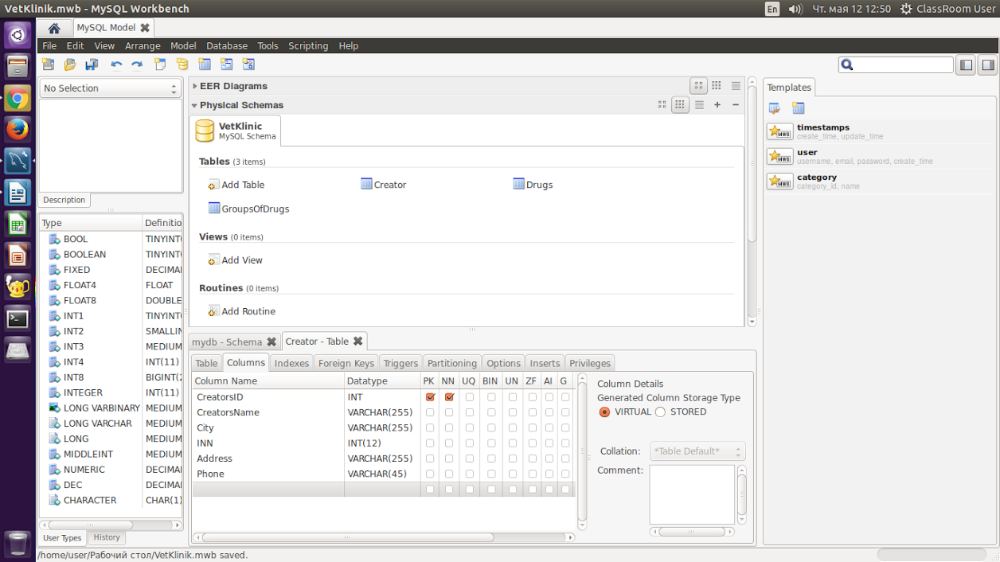 VetKlinik.mwb - MySQL Workbench
En
Чт. мая 12 12:50
ClassRoom User
MySQL Model
File Edit View Arrange Model Database Tools Scripting Help
No Selection
Description
Type Definitio
BOOL TINYINT(
BOOLEAN TINYINT(
FIXED DECIMAL
FLOAT4 FLOAT
FLOAT8 DOUBLE
INT1 TINYINT(
INT2 SMALLIN
INT3 MEDIUM
INT4 INT(11)
INT8 BIGINT(2
INTEGER INT(11)
LONG VARBINARY MEDIUM
LONG VARCHAR MEDIUM
LONG MEDIUM
MIDDLEINT MEDIUM
NUMERIC DECIMAL
DEC DECIMAL
CHARACTER CHAR(1)
User Types History
EER Diagrams
Physical Schemas
VetKlinic
MySQL Schema
Tables (3 items)
Add Table Creator Drugs
GroupsOfDrugs
Views (0 items)
Add View
Routines (0 items)
Add Routine
mydb - Schema Creator - Table
Table Columns Indexes Foreign Keys Triggers Partitioning Options Inserts Privileges
Column Name Datatype PK NN UQ BIN UN ZF AI G
CreatorsID INT
CreatorsName VARCHAR(255)
City VARCHAR(255)
INN INT(12)
Address VARCHAR(255)
Phone VARCHAR(45)
Column Details
Generated Column Storage Type
VIRTUAL STORED
Collation: *Table Default*
Comment:
Templates
timestamps
create_time, update_time
user
username, email, password, create_time
category
category_id, name
/home/user/Рабочий стол/VetKlinik.mwb saved.